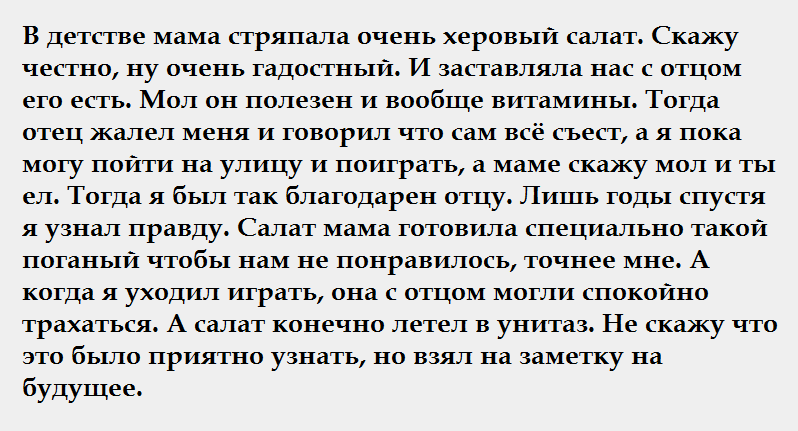 В детстве мама стряпала очень херовый салат. Скажу
честно, ну очень гадостный. И заставляла нас с отцом
его есть. Мол он полезен и вообще витамины. Тогда
отец жалел меня и говорил что сам всё съест, а я пока
могу пойти на улицу и поиграть, а маме скажу мол и ты
ел. Тогда я был так благодарен отцу. Лишь годы спустя
я узнал правду. Салат мама готовила специально такой
поганый чтобы нам не понравилось, точнее мне. А
когда я уходил играть, она с отцом могли спокойно
трахаться. А салат конечно летел в унитаз. Не скажу что
это было приятно узнать, но взял на заметку на
будущее.